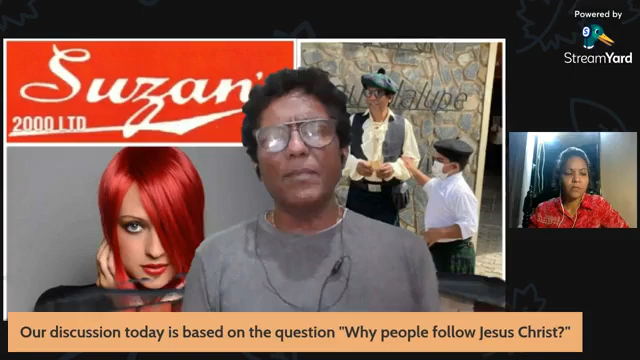 Powered by
StreamYard
Suzan's
2000 LTD
Guadalupe
Our discussion today is based on the question "Why people follow Jesus Christ?"